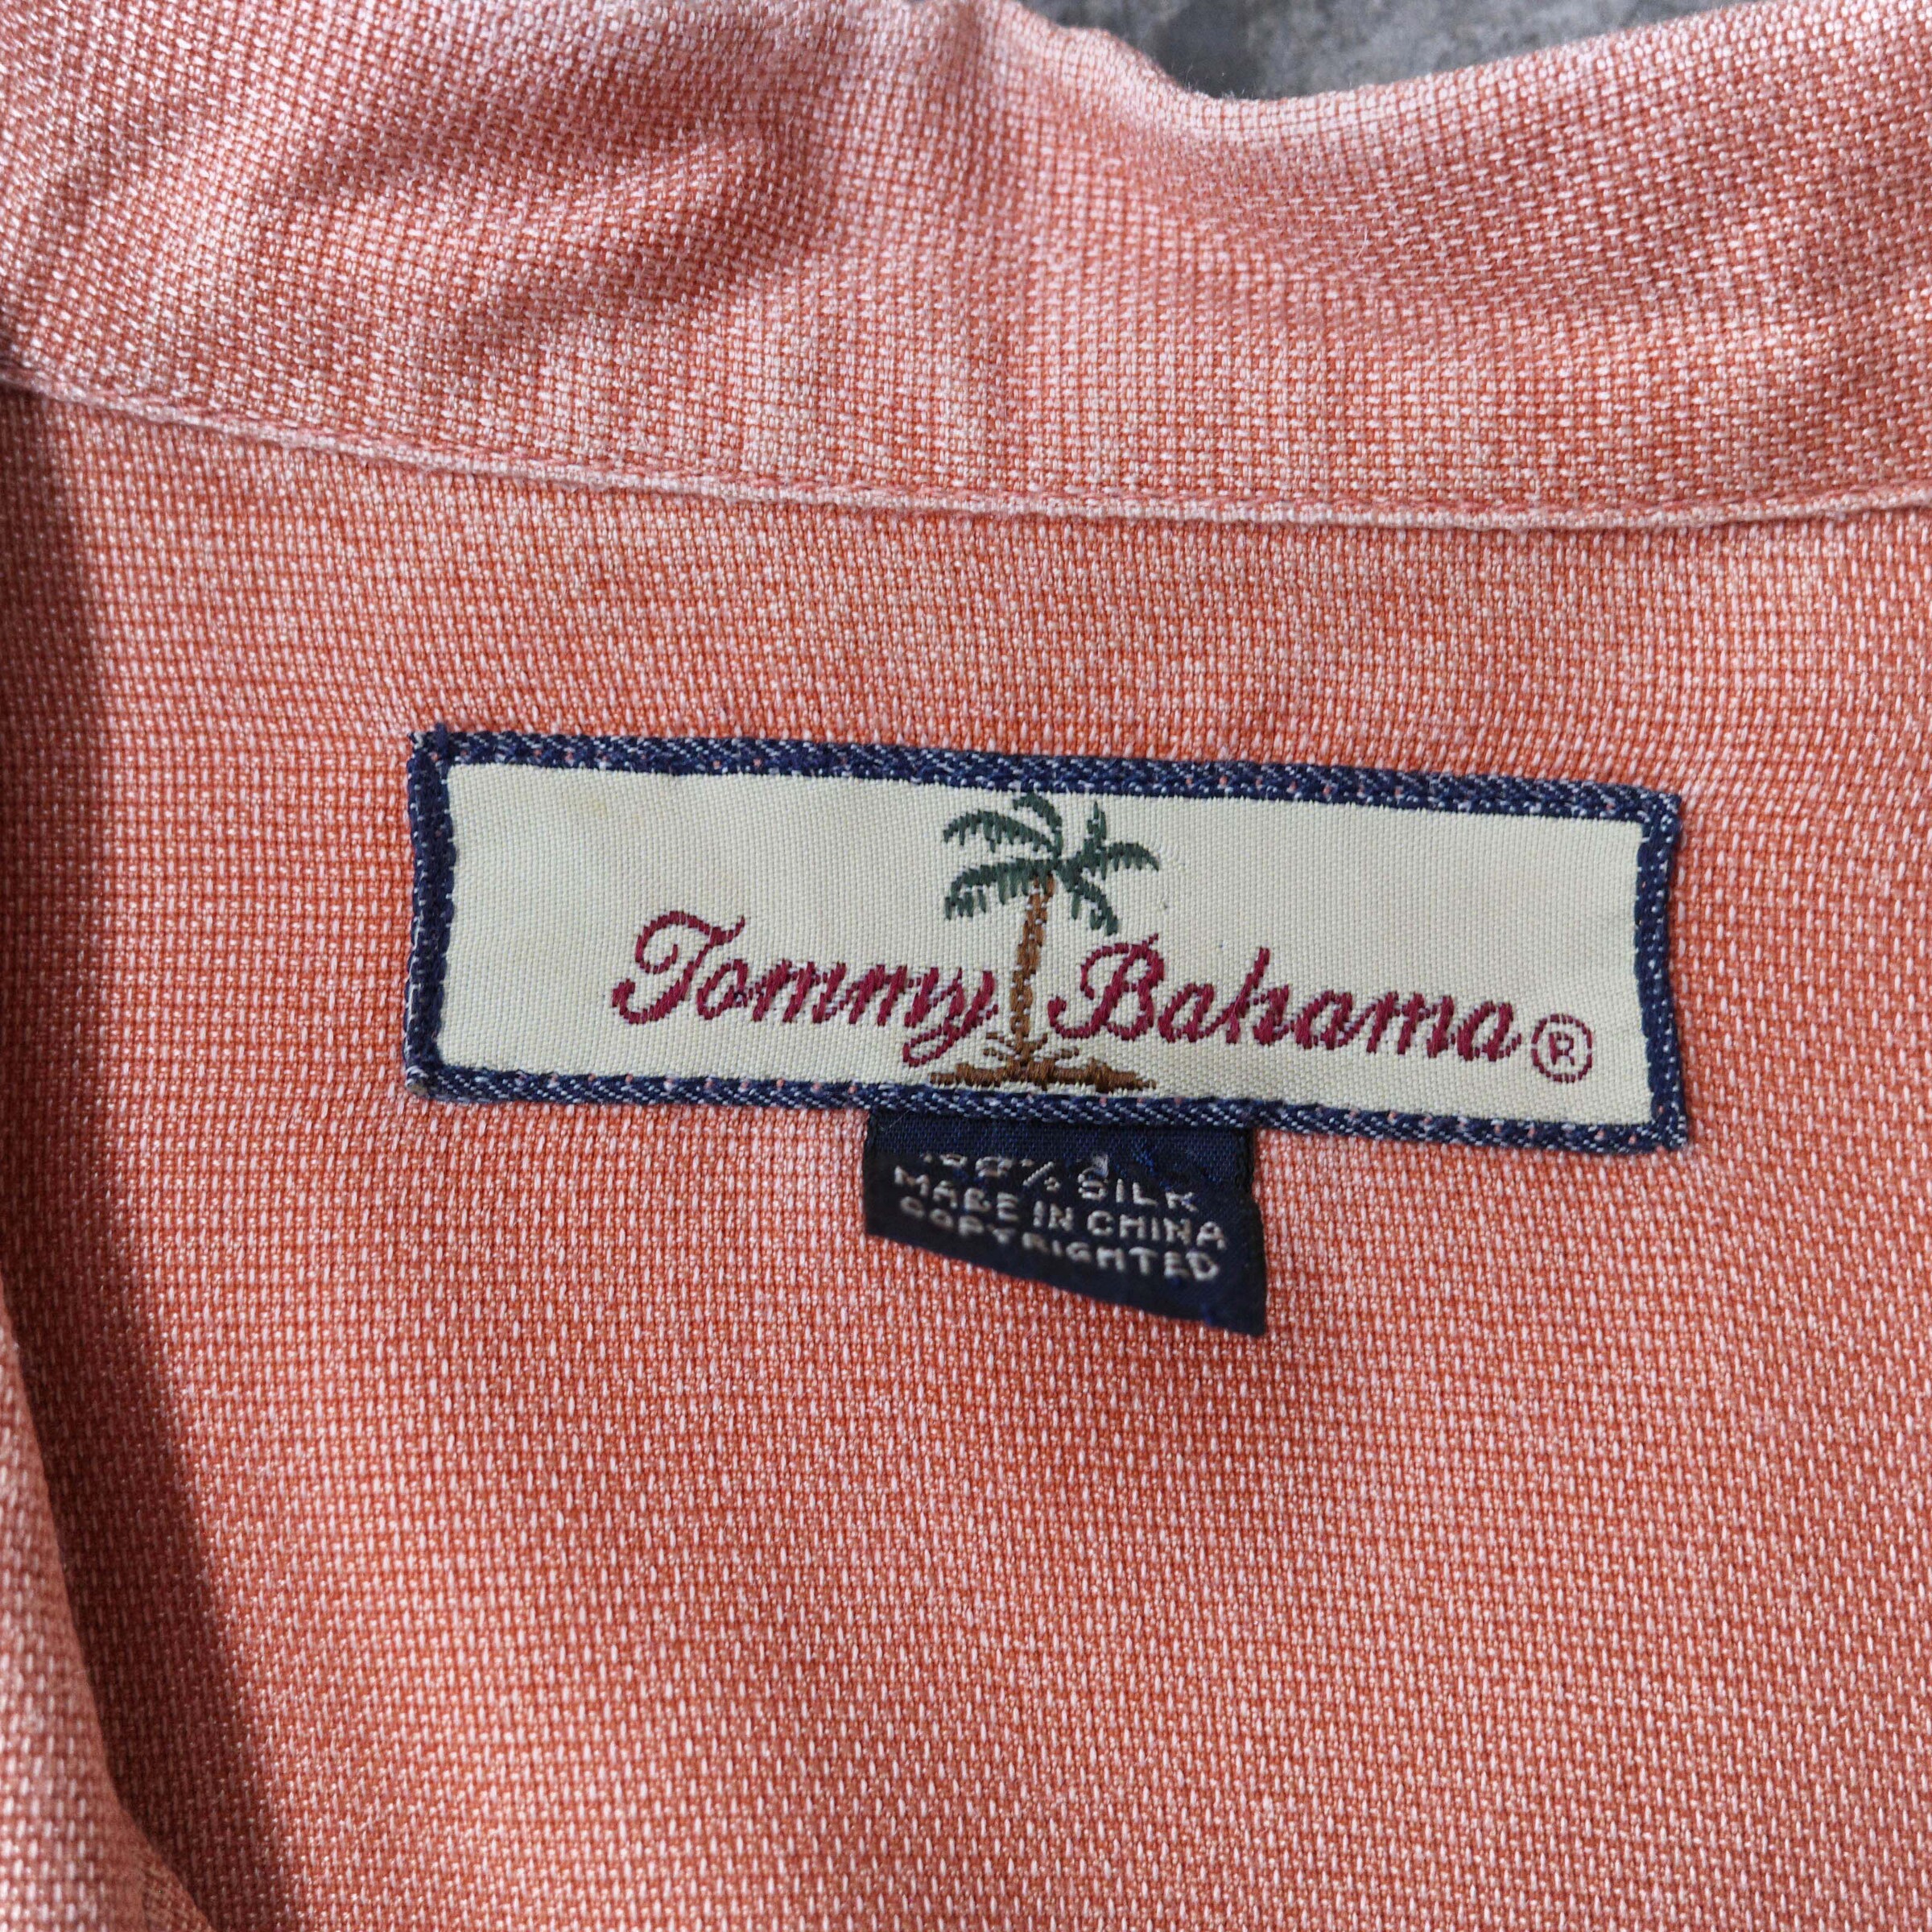 Tommy Bahama®
100% SILK
MADE IN CHINA
COPYRIGHTED